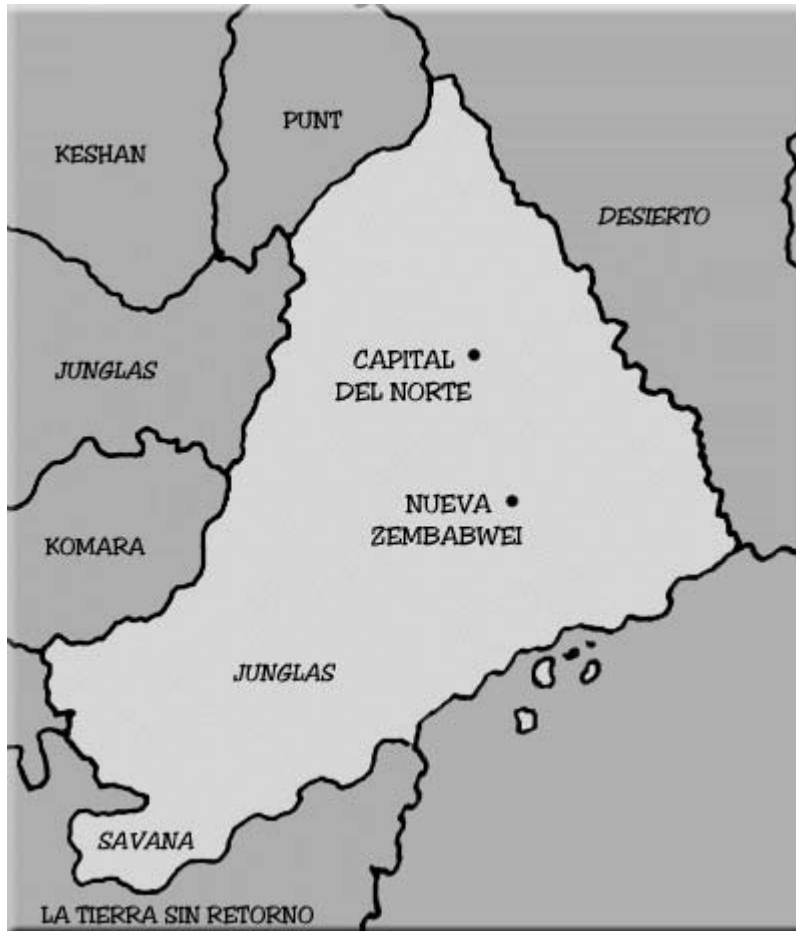 PUNT
KESHAN
DESIERTO
CAPITAL
DEL NORTE
JUNGLAS
NUEVA
ZEMBABWEI
KOMARA
JUNGLAS
SAVANA
LA TIERRA SIN RETORNO